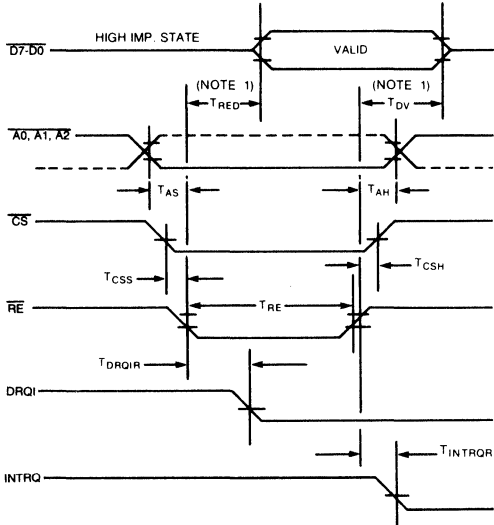 HIGH IMP. STATE
D7-D0
VALID
(NOTE 1)
(NOTE 1)
TRED
TDV
A0, A1, A2
TAS
TAH
CS
TCSS
TCSH
RE
TRE
TDRQIR
DRQI
TINTRQR
INTRQ